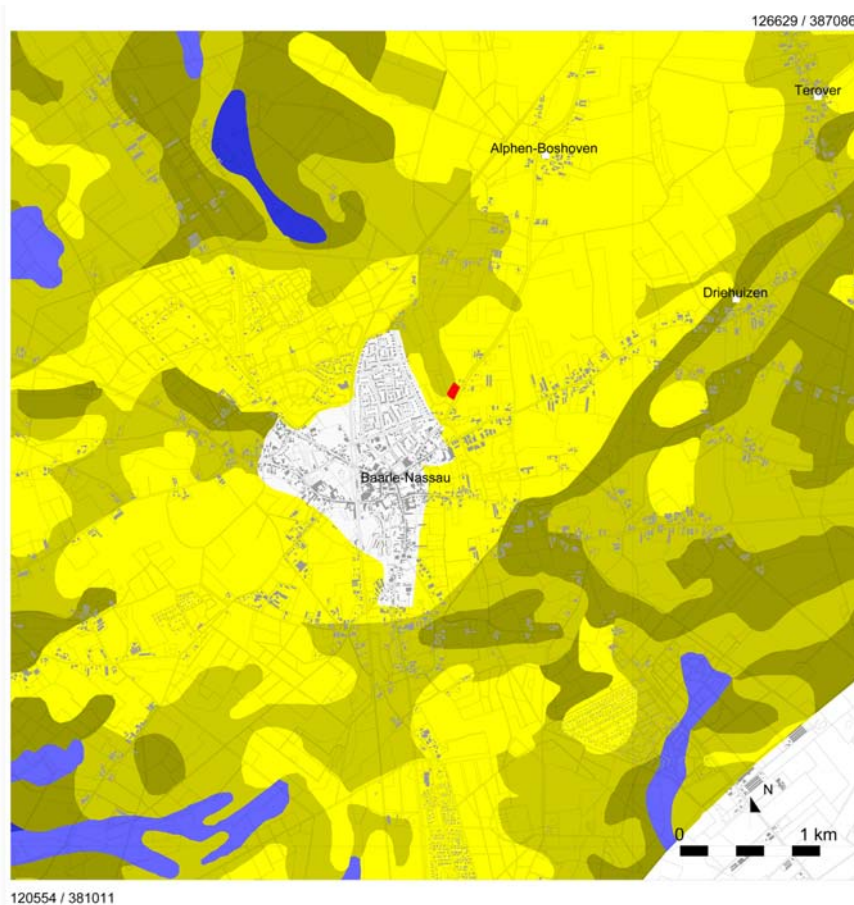 126629 / 387086
Terover
Alphen-Boshoven
Driehuizen
Baarle-Nassau
N
0 1 km
120554 / 381011